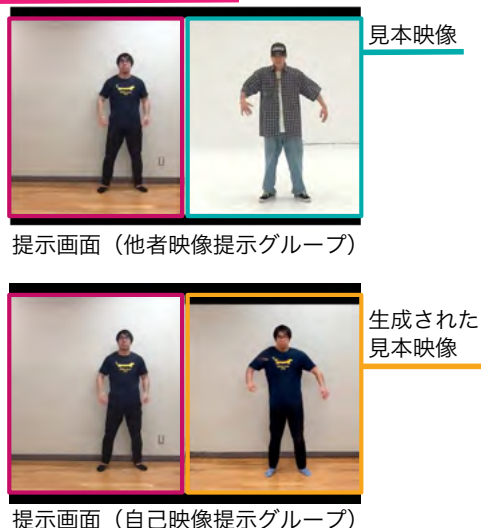 見本映像
提示画面（他者映像提示グループ）
生成された
見本映像
提示画面（自己映像提示グループ）